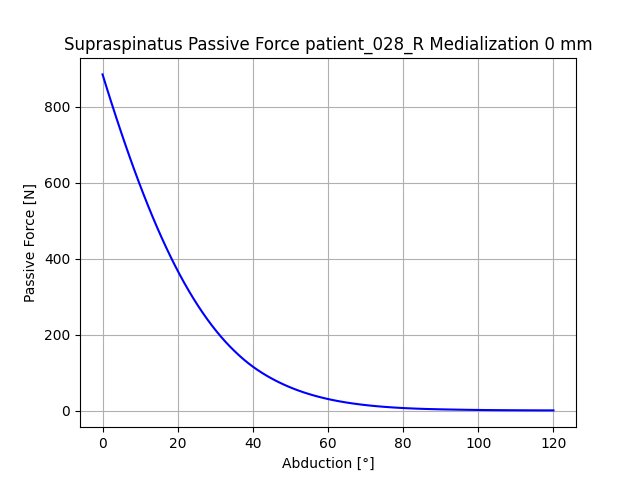 Supraspinatus Passive Force patient_028_R Medialization 0 mm
Passive Force [N]
800
600
400
200
0
0 20 40 60 80 100 120
Abduction [°]